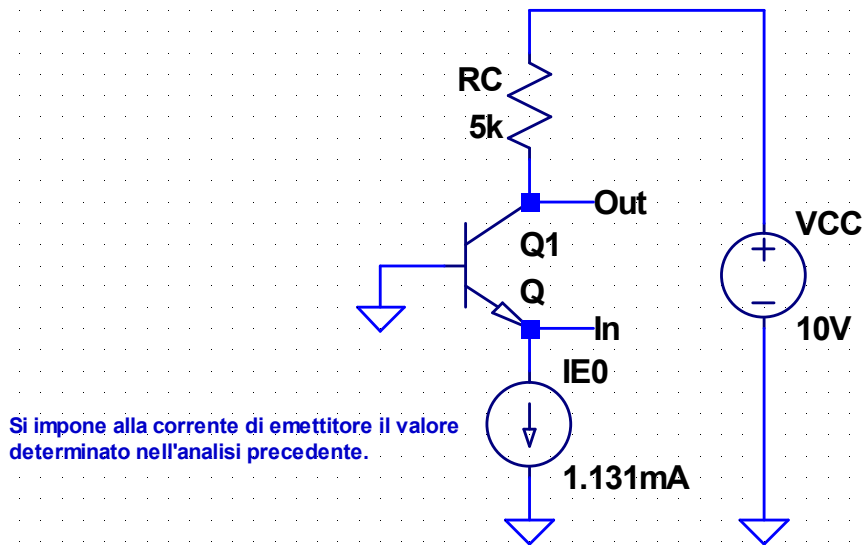 RC
5k
Out
VCC
Q1
Q
In
10V
IE0
Si impone alla corrente di emettitore il valore
determinato nell'analisi precedente.
1.131mA